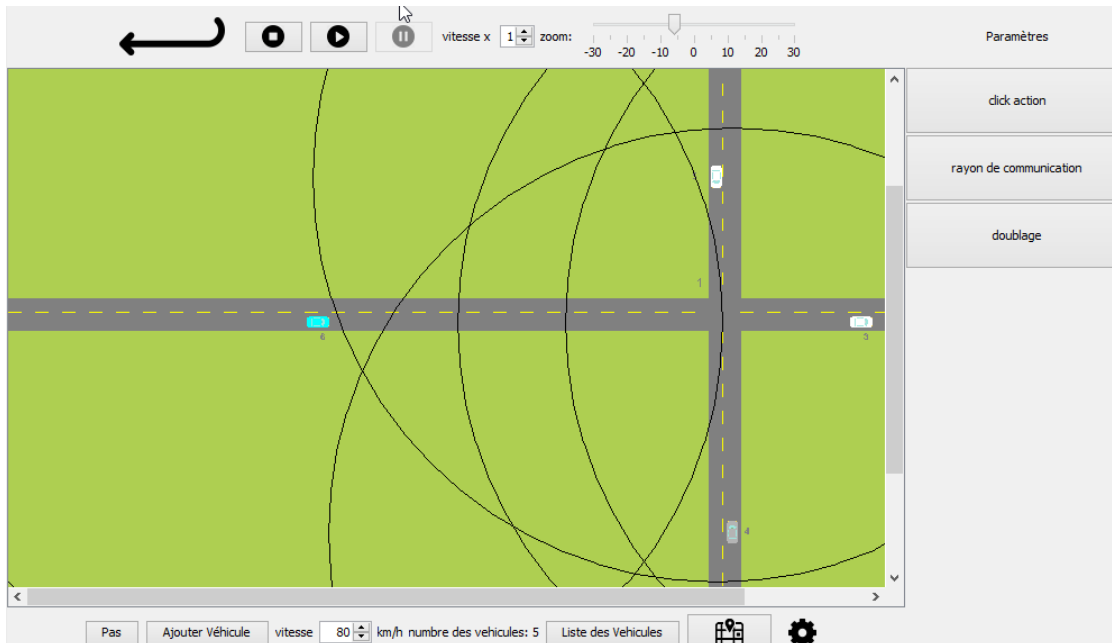 vitesse x 1 zoom:
-30 -20 -10 0 10 20 30
Paramètres
click action
rayon de communication
doublage
1
6
3
4
Pas Ajouter Véhicule vitesse 80 km/h numbre des vehicules: 5 Liste des Vehicules